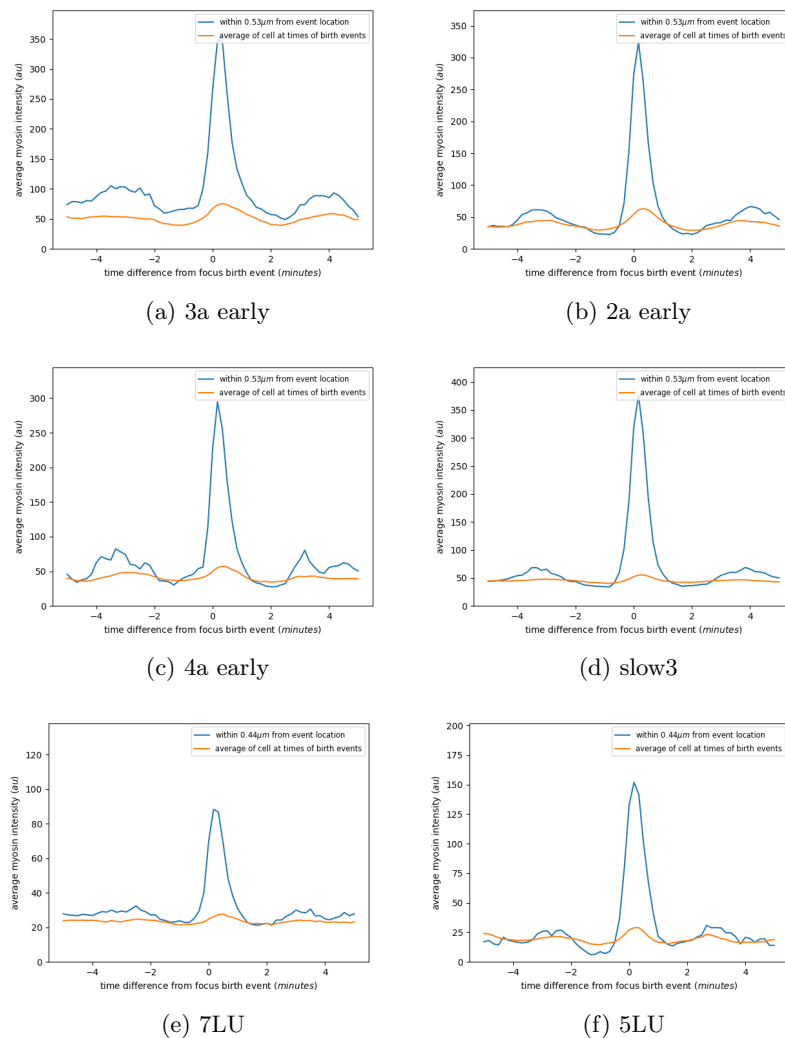 within 0.53μm from event location
average of cell at times of birth events
350
300
250
200
150
100
50
0
average myosin intensity (au)
−4
−2
0
2
4
time difference from focus birth event (minutes)
(a) 3a early
within 0.53μm from event location
average of cell at times of birth events
350
300
250
200
150
100
50
0
average myosin intensity (au)
−4
−2
0
2
4
time difference from focus birth event (minutes)
(b) 2a early
within 0.53μm from event location
average of cell at times of birth events
300
250
200
150
100
50
0
average myosin intensity (au)
−4
−2
0
2
4
time difference from focus birth event (minutes)
(c) 4a early
within 0.53μm from event location
average of cell at times of birth events
400
350
300
250
200
150
100
50
0
average myosin intensity (au)
−4
−2
0
2
4
time difference from focus birth event (minutes)
(d) slow3
within 0.44μm from event location
average of cell at times of birth events
120
100
80
60
40
20
0
average myosin intensity (au)
−4
−2
0
2
4
time difference from focus birth event (minutes)
(e) 7LU
within 0.44μm from event location
average of cell at times of birth events
200
175
150
125
100
75
50
25
0
average myosin intensity (au)
−4
−2
0
2
4
time difference from focus birth event (minutes)
(f) 5LU